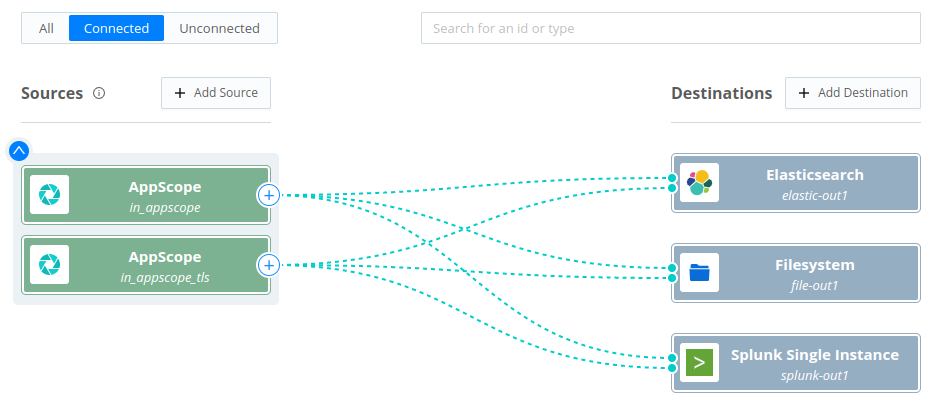 All Connected Unconnected
Search for an id or type
Sources Add Source
Destinations Add Destination
AppScope
in_appscope
AppScope
in_appscope_tls
Elasticsearch
elastic-out1
Filesystem
file-out1
Splunk Single Instance
splunk-out1